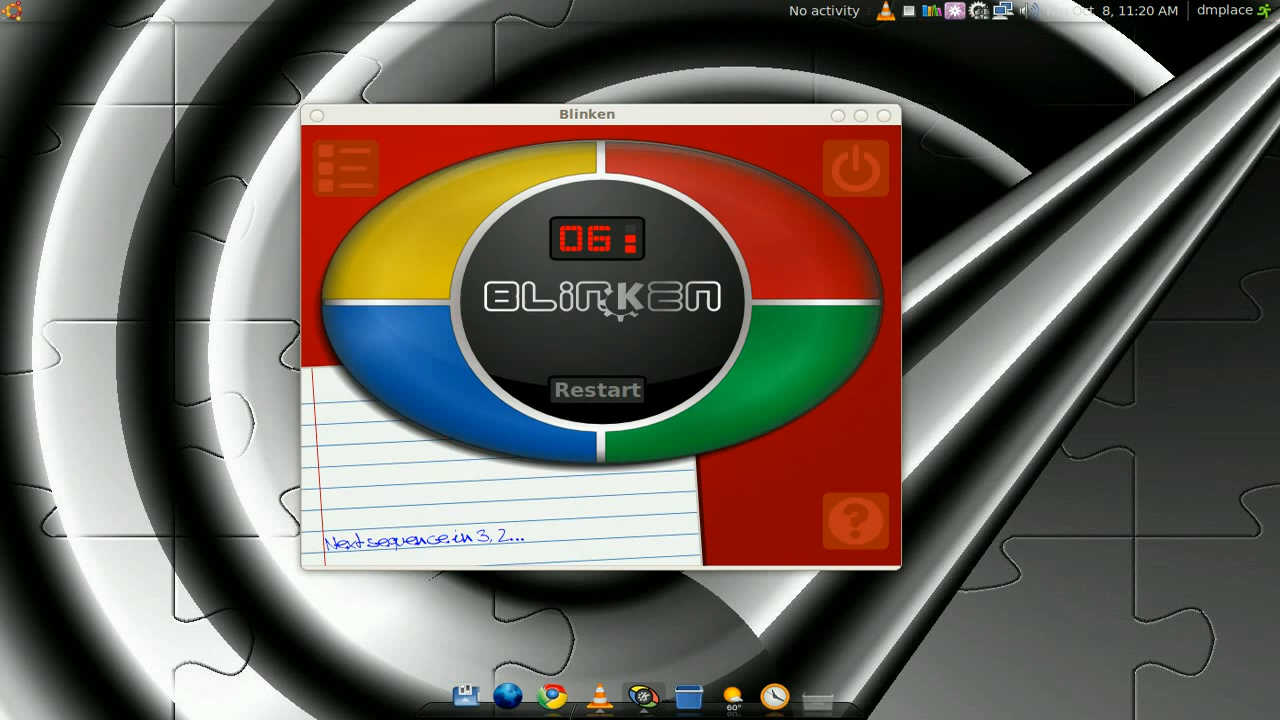 No activity
Oct. 8, 11:20 AM
dmplace
Blinken
06
BLINKEN
Restart
Next sequence in 3, 2...
60°